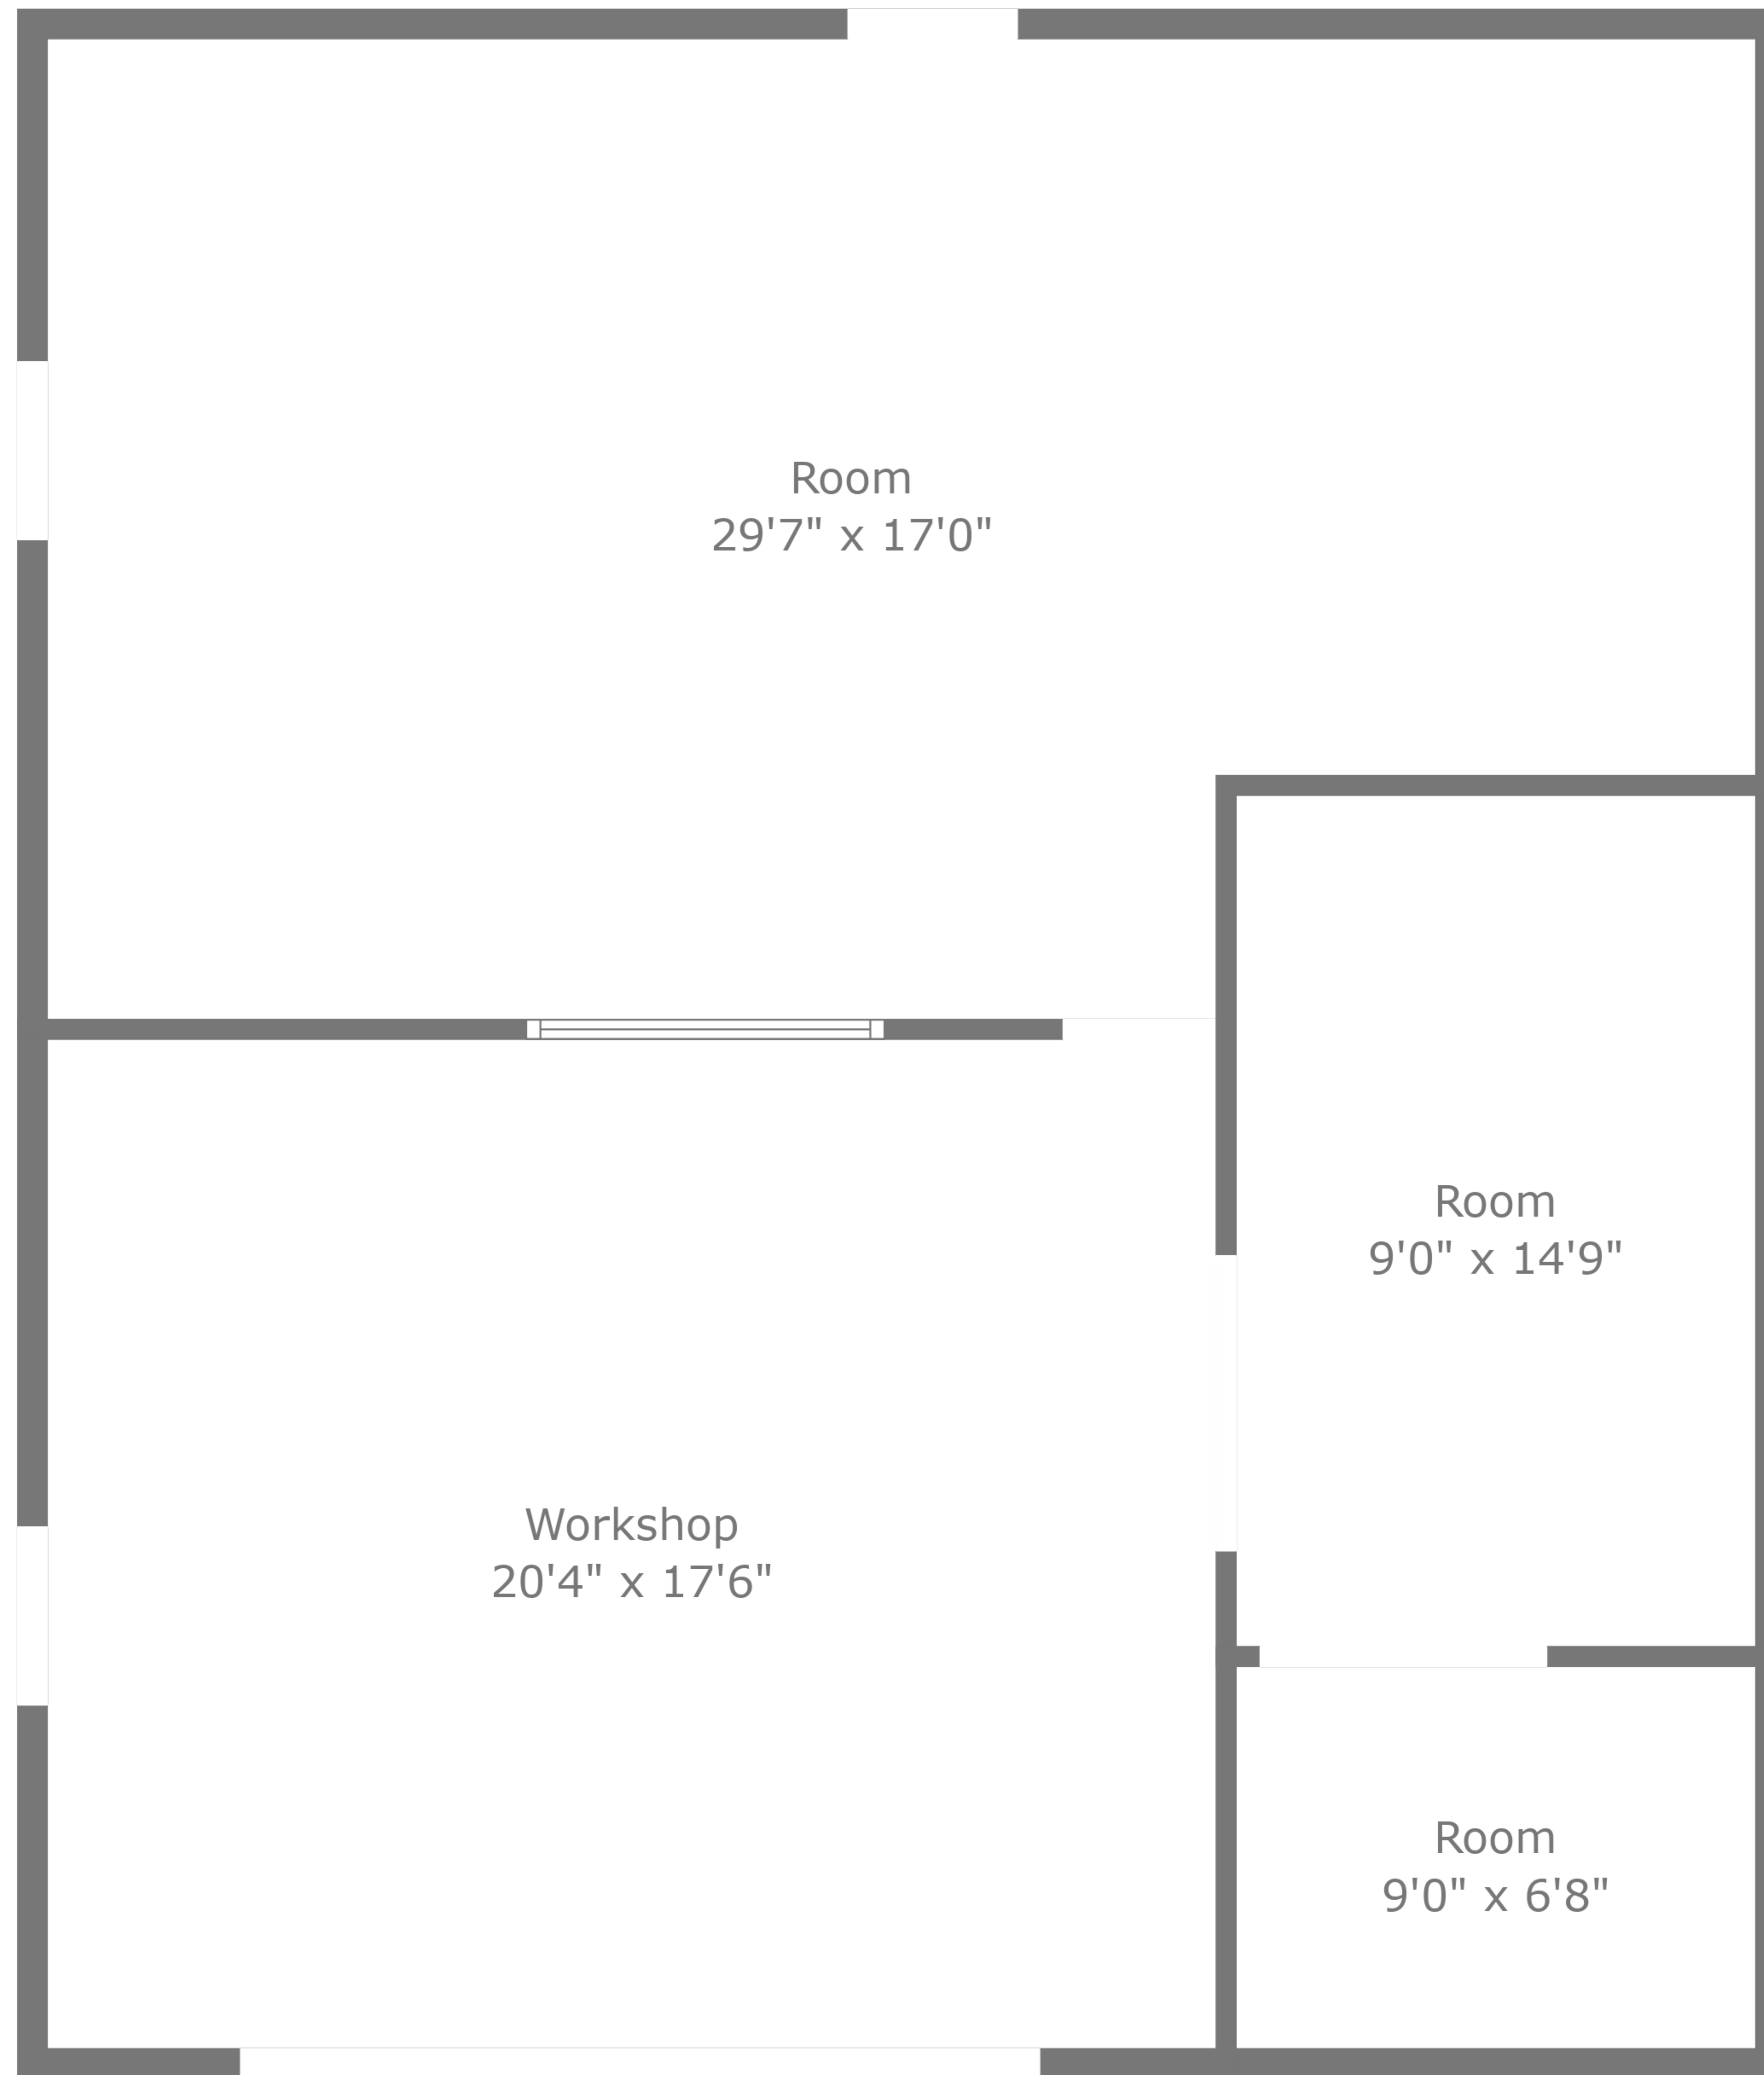 Room
29'7" x 17'0"
Room
9'0" x 14'9"
Workshop
20'4" x 17'6"
Room
9'0" x 6'8"